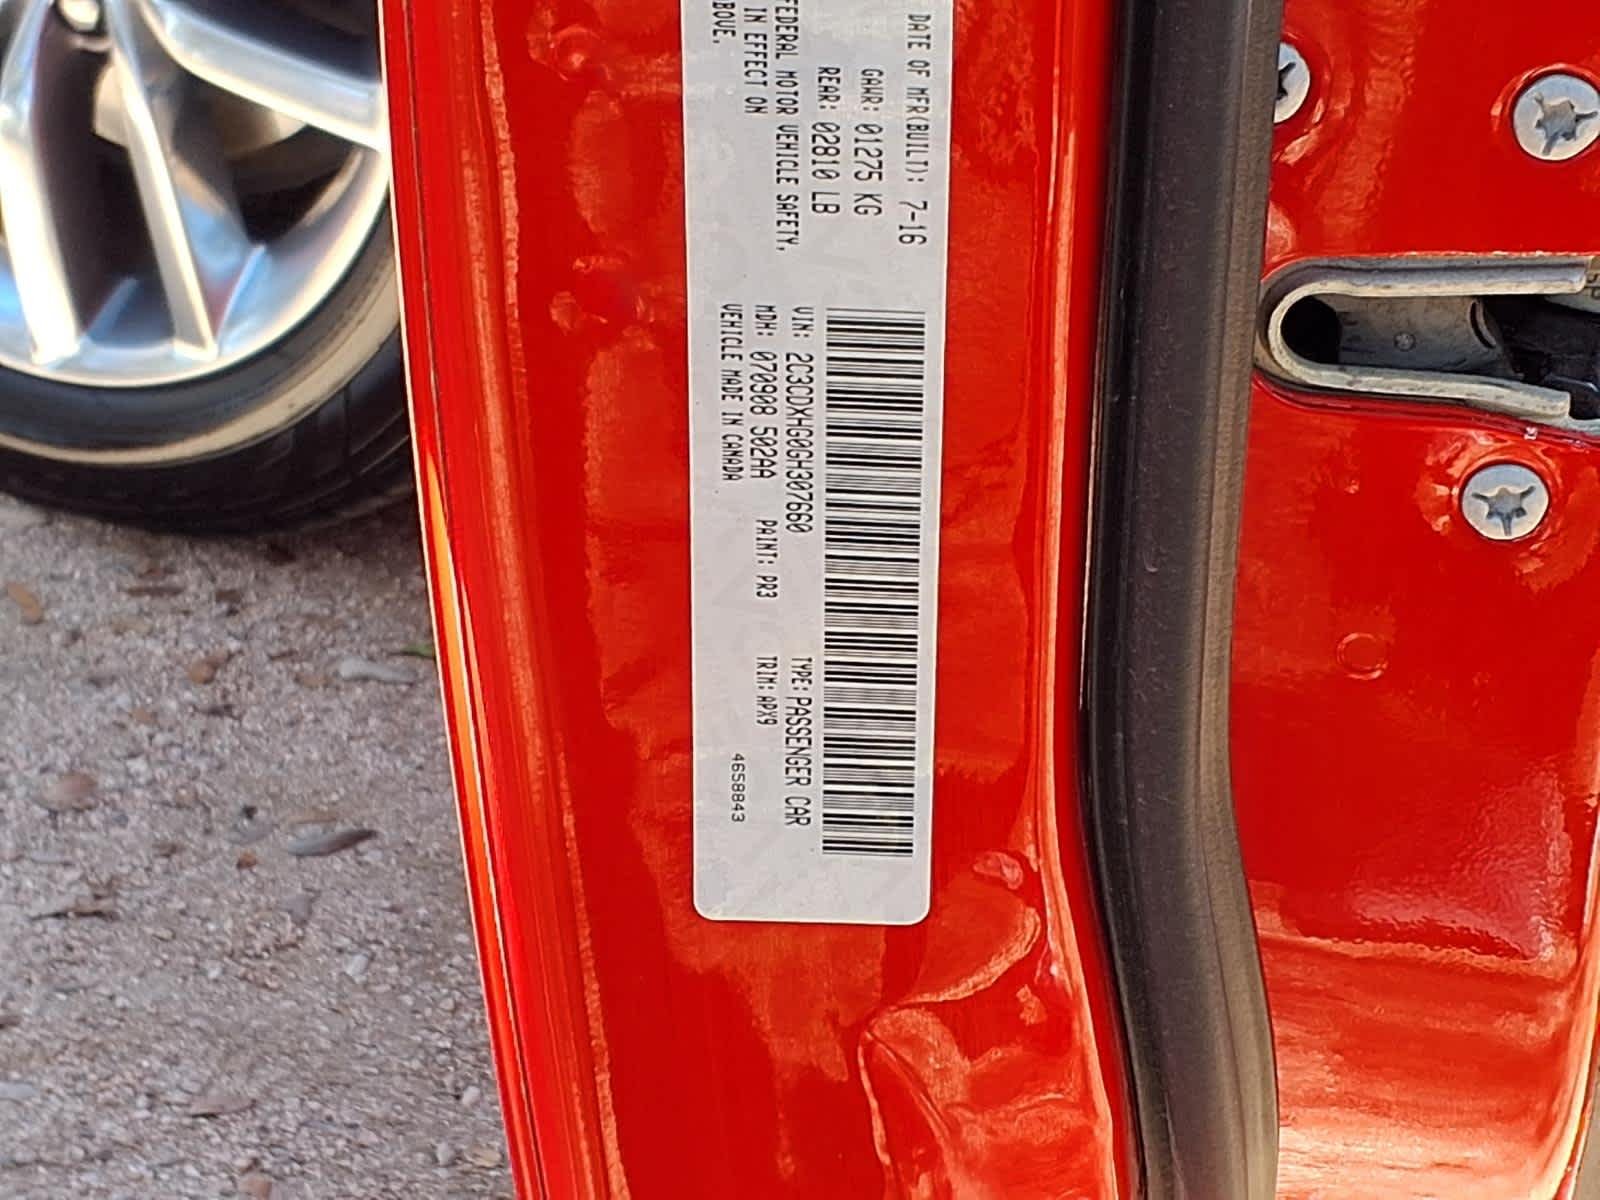 DATE OF MFR(BUILT): 7-16
GAWR: 01275 KG
REAR: 02810 LB
FEDERAL MOTOR VEHICLE SAFETY,
IN EFFECT ON
BOVE.
VIN: 2C3CDXHG0GH307660 TYPE: PASSENGER CAR
MDH: 070908 502AA PAINT: PR3 TRIM: APX9
VEHICLE MADE IN CANADA 4658843